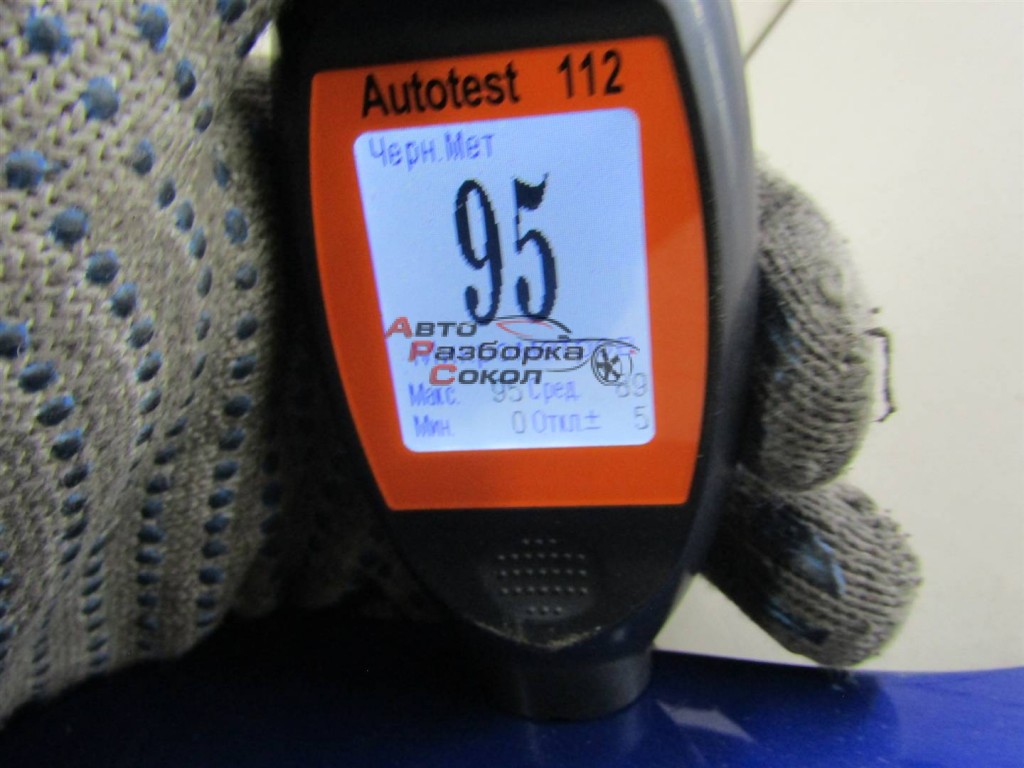 Autotest 112
Черн.Мет
95
Авто
Разборка
Сокол
Макс. 95 Сред. 89
Мин. 0 Откл.± 5